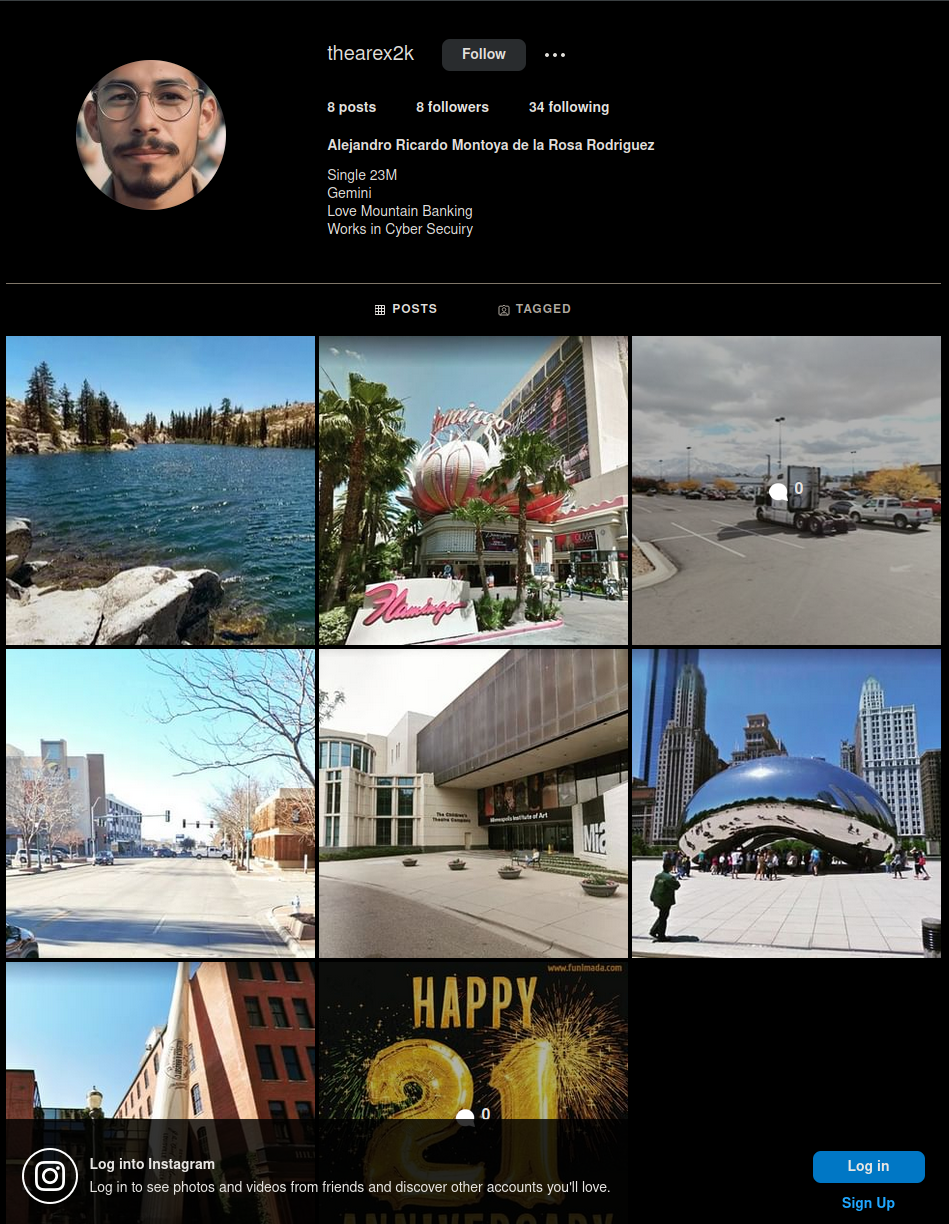 thearex2k
Follow
8 posts
8 followers
34 following
Alejandro Ricardo Montoya de la Rosa Rodriguez
Single 23M
Gemini
Love Mountain Banking
Works in Cyber Secuiry
POSTS
TAGGED
flamingo
Flamingo
OLIVIA
0
The Children's
Theatre Company
Minneapolis Institute of Art
Mia
www.funimada.com
HAPPY
21
0
ANNIVERSARY
Log into Instagram
Log in to see photos and videos from friends and discover other accounts you'll love.
Log in
Sign Up